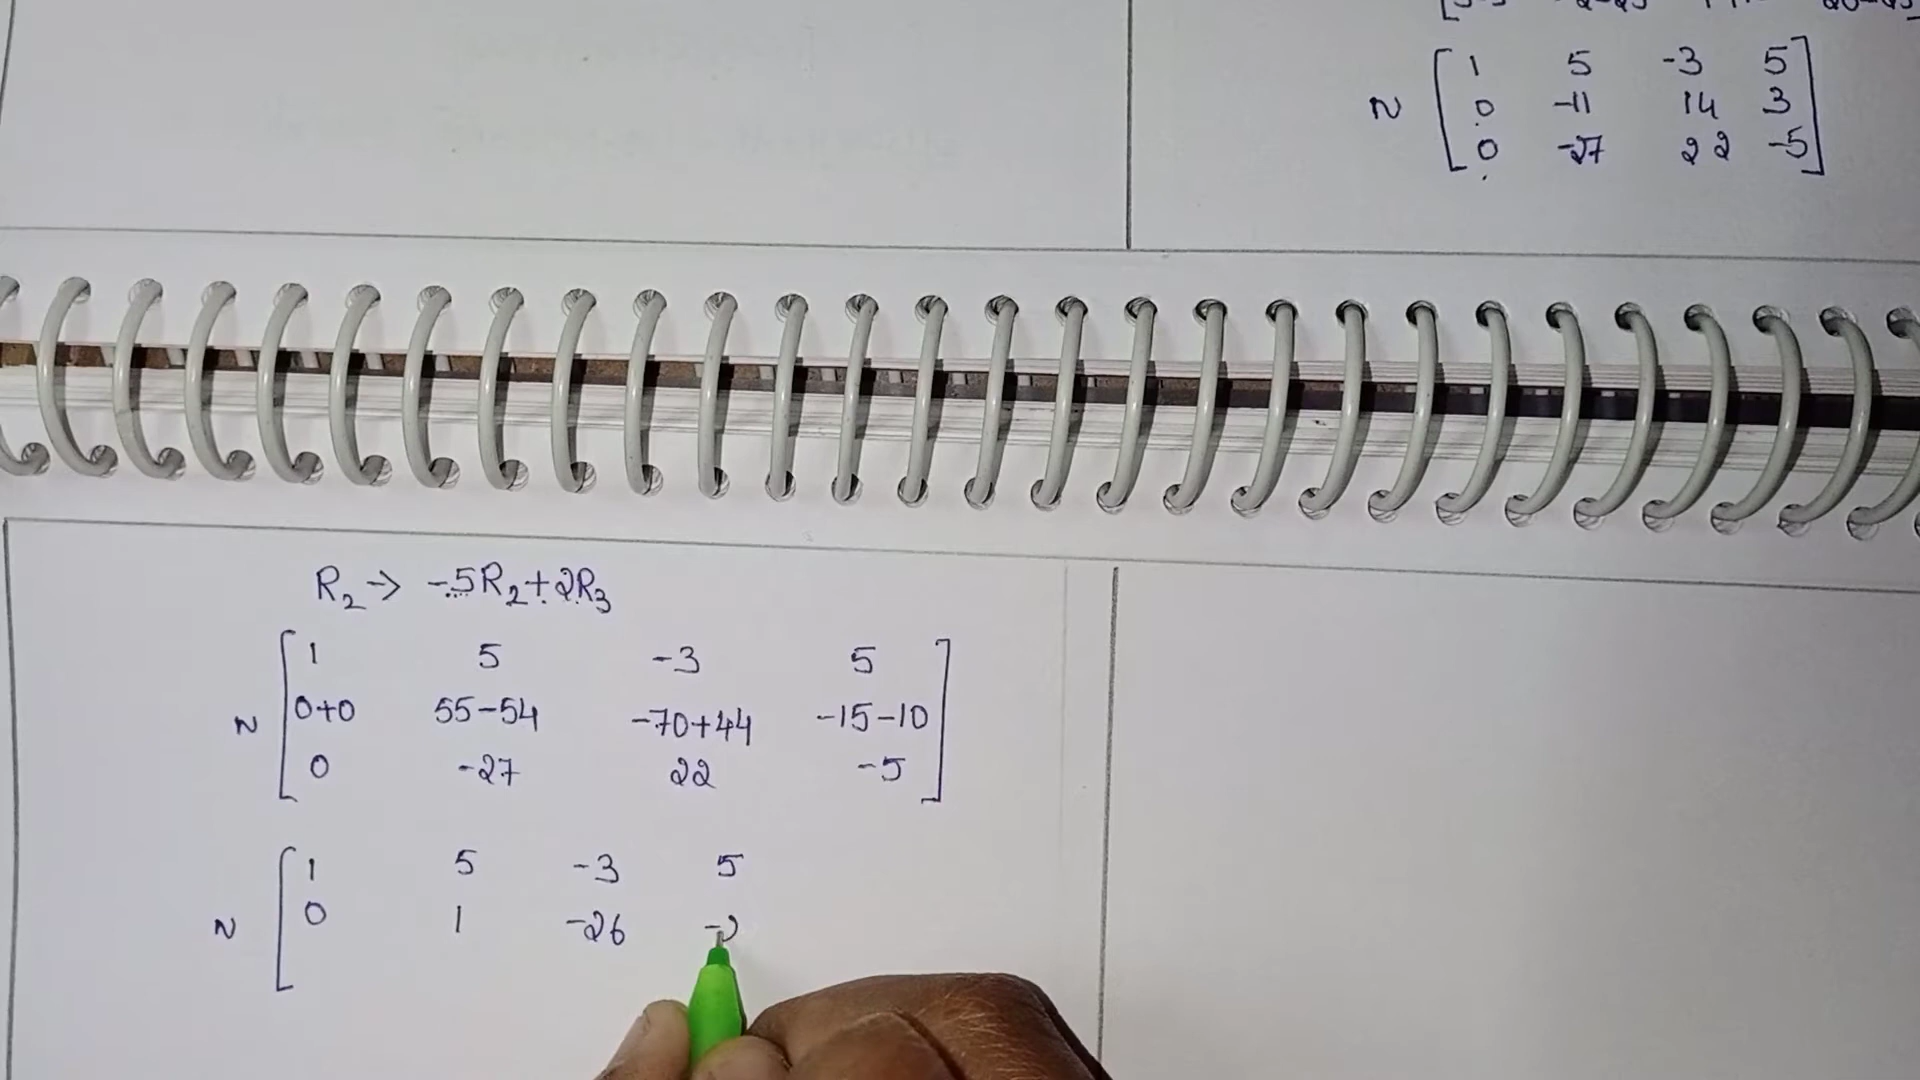 1 5 -3 5
~ 0 -11 14 3
0 -27 22 -5
R₂ → -5R₂+2R₃
1 5 -3 5
~ 0+0 55-54 -70+44 -15-10
0 -27 22 -5
1 5 -3 5
~ 0 1 -26 -2